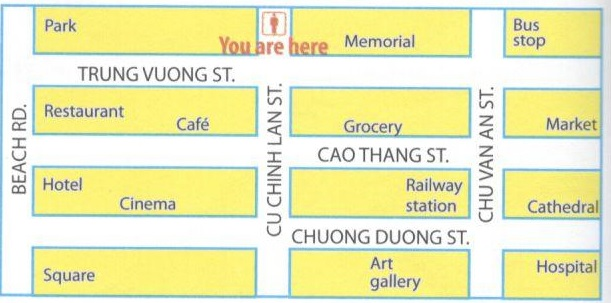 Park
You are here
Memorial
Bus
stop
TRUNG VUONG ST.
Restaurant
Café
Grocery
Market
BEACH RD.
CU CHINH LAN ST.
CHU VAN AN ST.
CAO THANG ST.
Hotel
Cinema
Railway
station
Cathedral
CHUONG DUONG ST.
Square
Art
gallery
Hospital